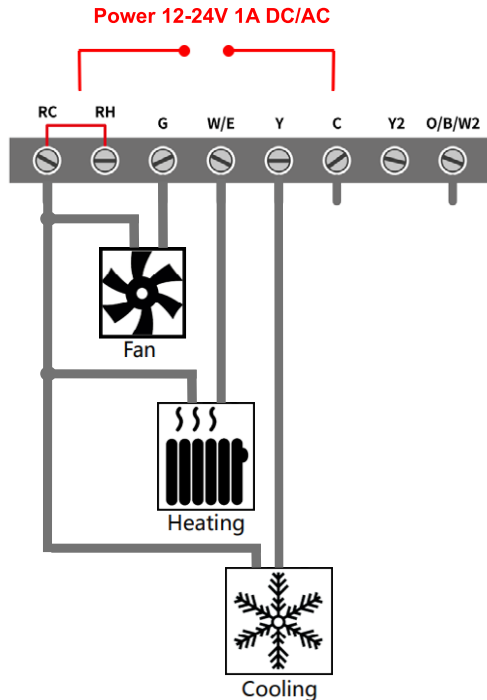 Power 12-24V 1A DC/AC
RC RH G W/E Y C Y2 O/B/W2
Fan
Heating
Cooling